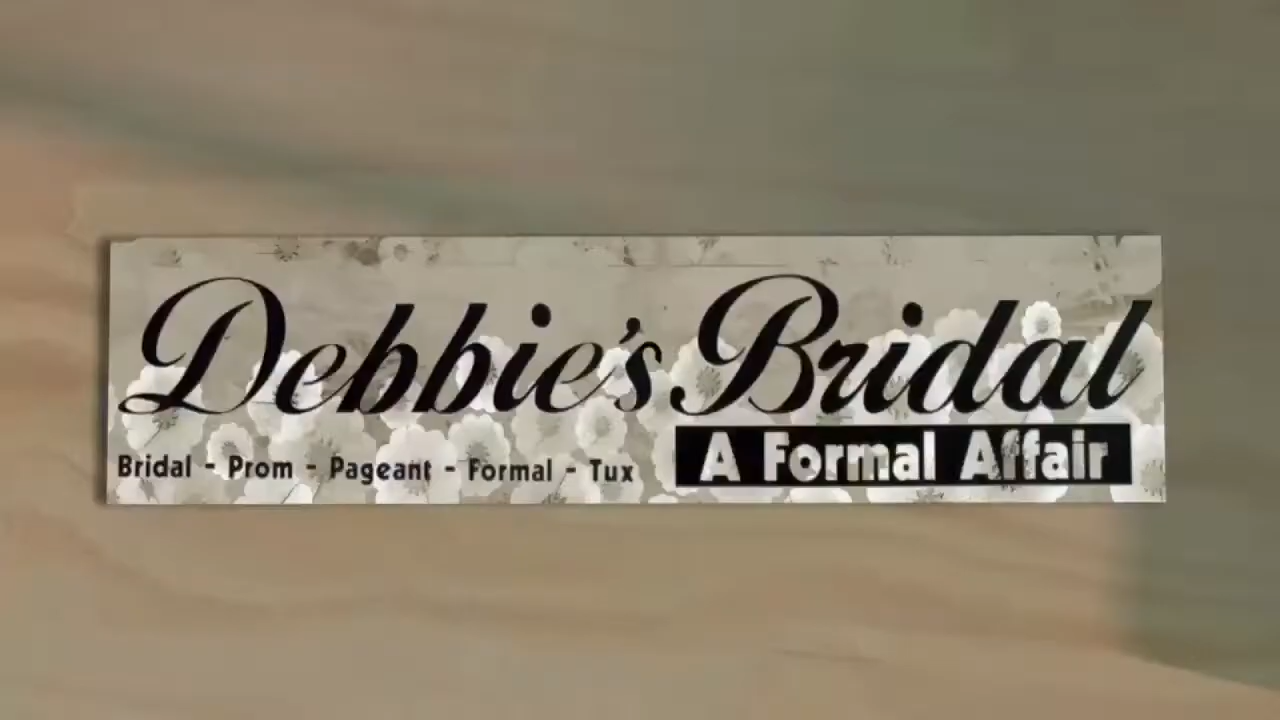 Debbie's Bridal
A Formal Affair
Bridal - Prom - Pageant - Formal - Tux